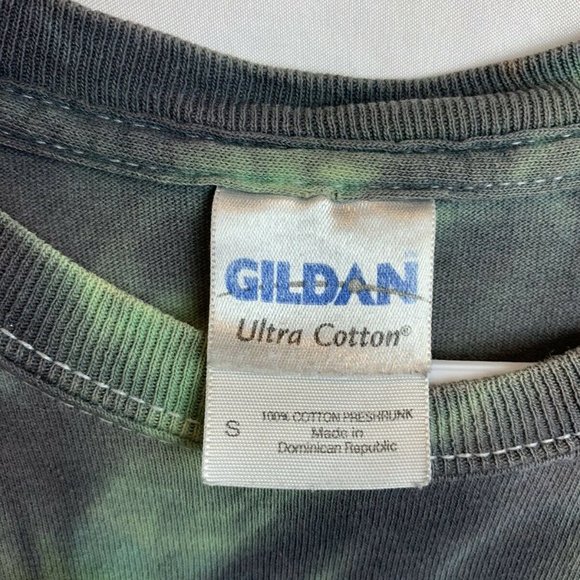 GILDAN
Ultra Cotton®
S
100% COTTON PRESHRUNK
Made in
Dominican Republic